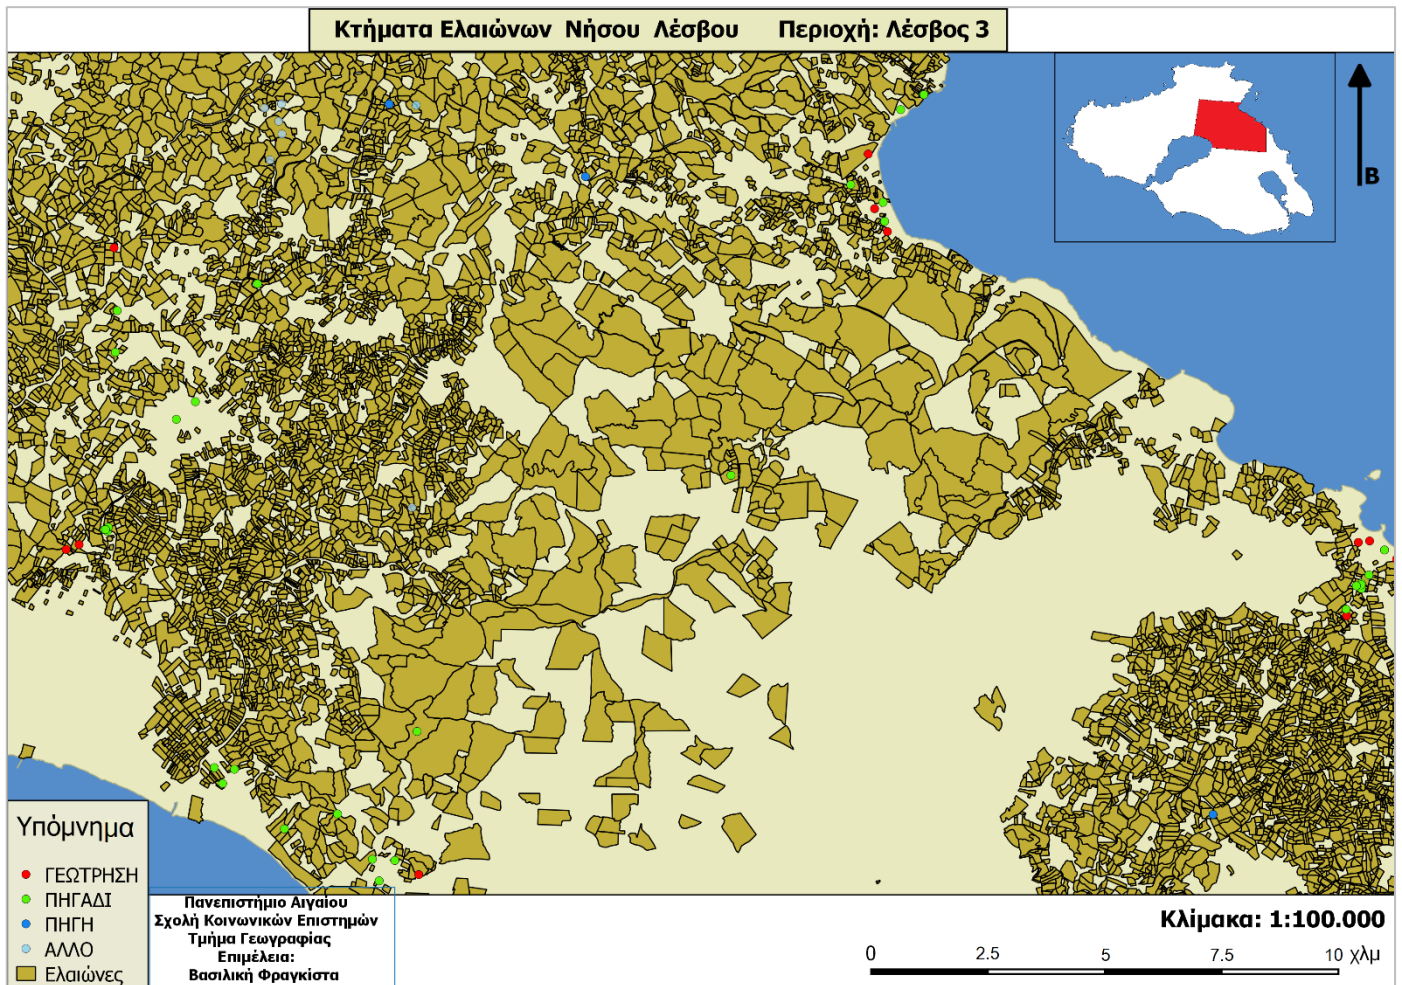 Κτήματα Ελαιώνων Νήσου Λέσβου Περιοχή: Λέσβος 3
Β
Υπόμνημα
ΓΕΩΤΡΗΣΗ
ΠΗΓΑΔΙ
ΠΗΓΗ
ΑΛΛΟ
Ελαιώνες
Πανεπιστήμιο Αιγαίου
Σχολή Κοινωνικών Επιστημών
Τμήμα Γεωγραφίας
Επιμέλεια:
Βασιλική Φραγκίστα
Κλίμακα: 1:100.000
0 2.5 5 7.5 10 χλμ